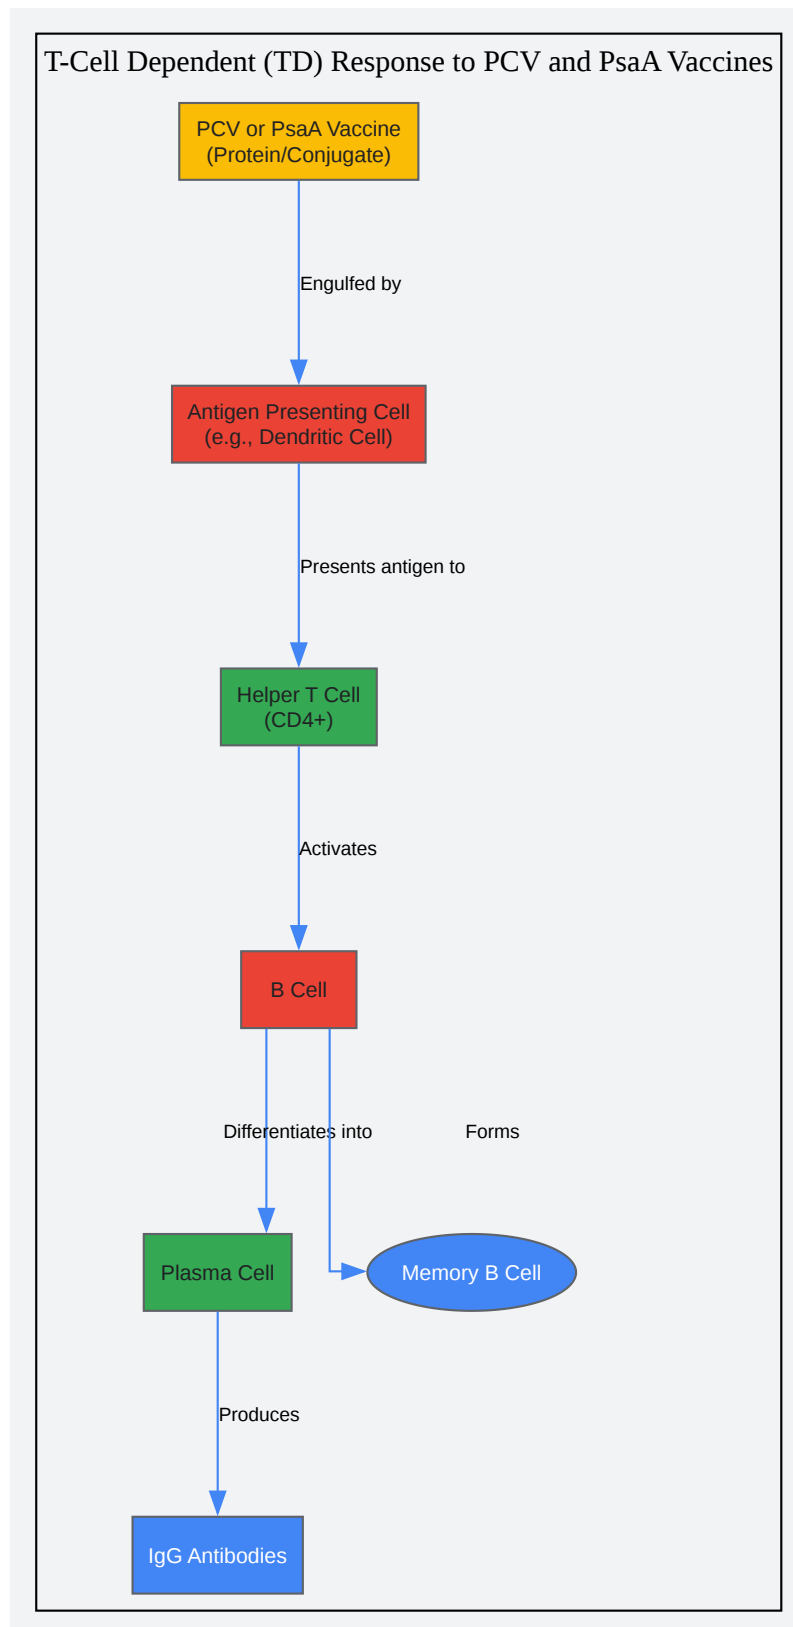 T-Cell Dependent (TD) Response to PCV and PsaA Vaccines
PCV or PsaA Vaccine
(Protein/Conjugate)
Engulfed by
Antigen Presenting Cell
(e.g., Dendritic Cell)
Presents antigen to
Helper T Cell
(CD4+)
Activates
B Cell
Differentiates into
Forms
Plasma Cell
Memory B Cell
Produces
IgG Antibodies